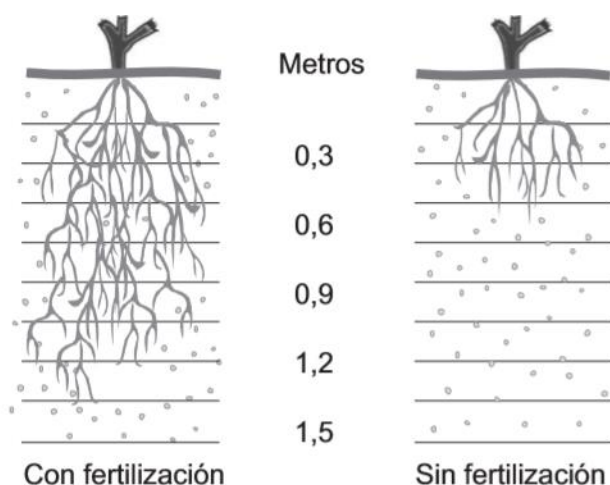 Metros
0,3
0,6
0,9
1,2
1,5
Con fertilización
Sin fertilización